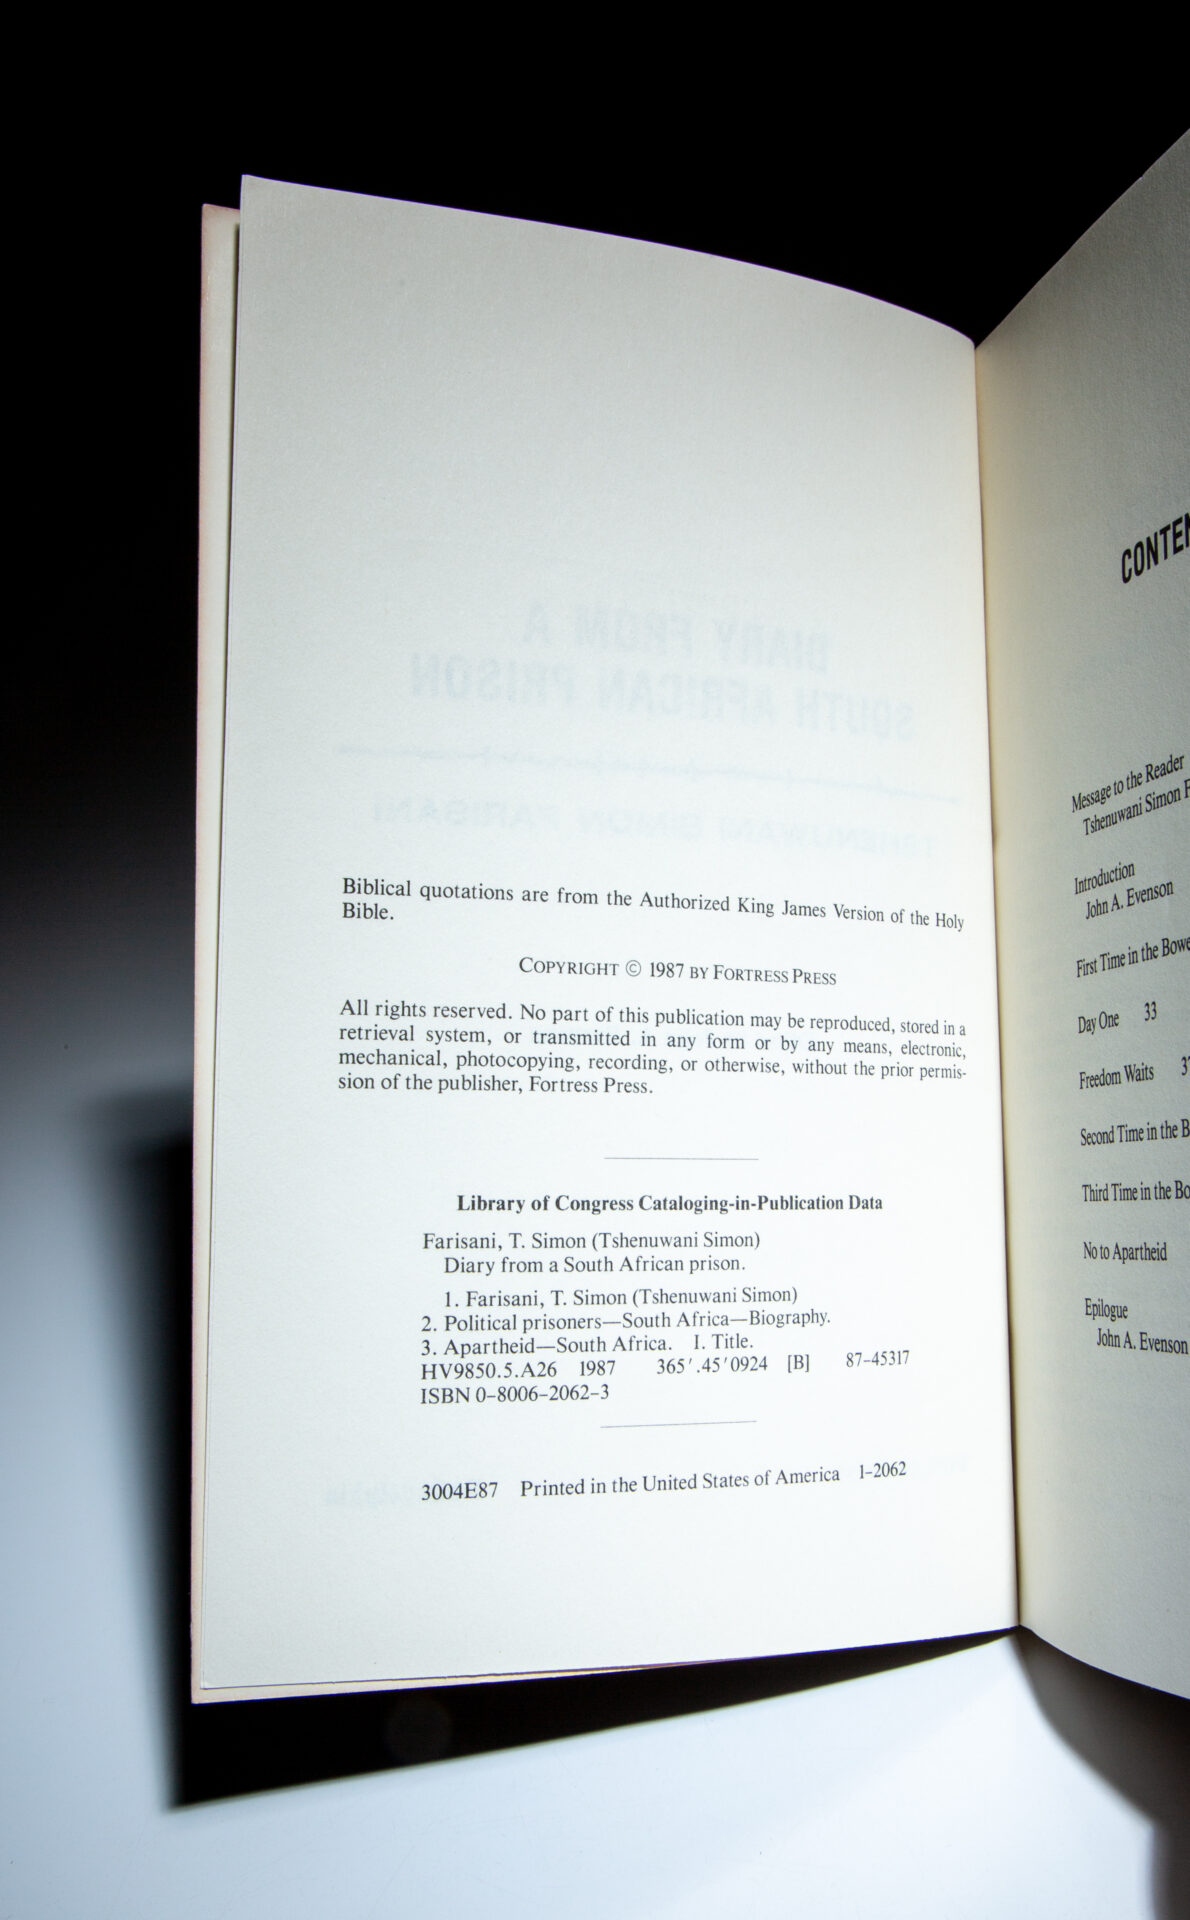 Biblical quotations are from the Authorized King James Version of the Holy
Bible.
COPYRIGHT © 1987 BY FORTRESS PRESS
All rights reserved. No part of this publication may be reproduced, stored in a
retrieval system, or transmitted in any form or by any means, electronic,
mechanical, photocopying, recording, or otherwise, without the prior permis-
sion of the publisher, Fortress Press.
Library of Congress Cataloging-in-Publication Data
Farisani, T. Simon (Tshenuwani Simon)
Diary from a South African prison.
1. Farisani, T. Simon (Tshenuwani Simon)
2. Political prisoners—South Africa—Biography.
3. Apartheid—South Africa. I. Title.
HV9850.5.A26 1987 365′.45′0924 [B] 87-45317
ISBN 0-8006-2062-3
3004E87 Printed in the United States of America 1-2062
CONTEN
Message to the Reader
Tshenuwani Simon F
Introduction
John A. Evenson
First Time in the Bowe
Day One 33
Freedom Waits 3
Second Time in the B
Third Time in the Bo
No to Apartheid
Epilogue
John A. Evenson